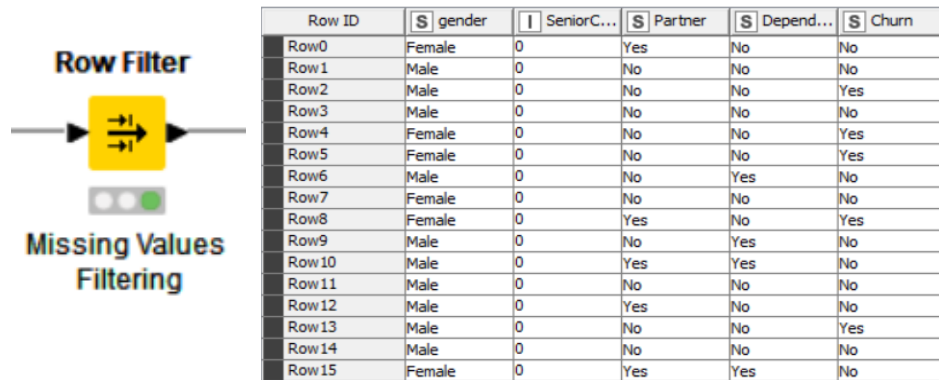 Row Filter
Missing Values
Filtering
Row ID S gender I SeniorC... S Partner S Depend... S Churn
Row0 Female 0 Yes No No
Row1 Male 0 No No No
Row2 Male 0 No No Yes
Row3 Male 0 No No No
Row4 Female 0 No No Yes
Row5 Female 0 No No Yes
Row6 Male 0 No Yes No
Row7 Female 0 No No No
Row8 Female 0 Yes No Yes
Row9 Male 0 No Yes No
Row10 Male 0 Yes Yes No
Row11 Male 0 No No No
Row12 Male 0 Yes No No
Row13 Male 0 No No Yes
Row14 Male 0 No No No
Row15 Female 0 Yes Yes No